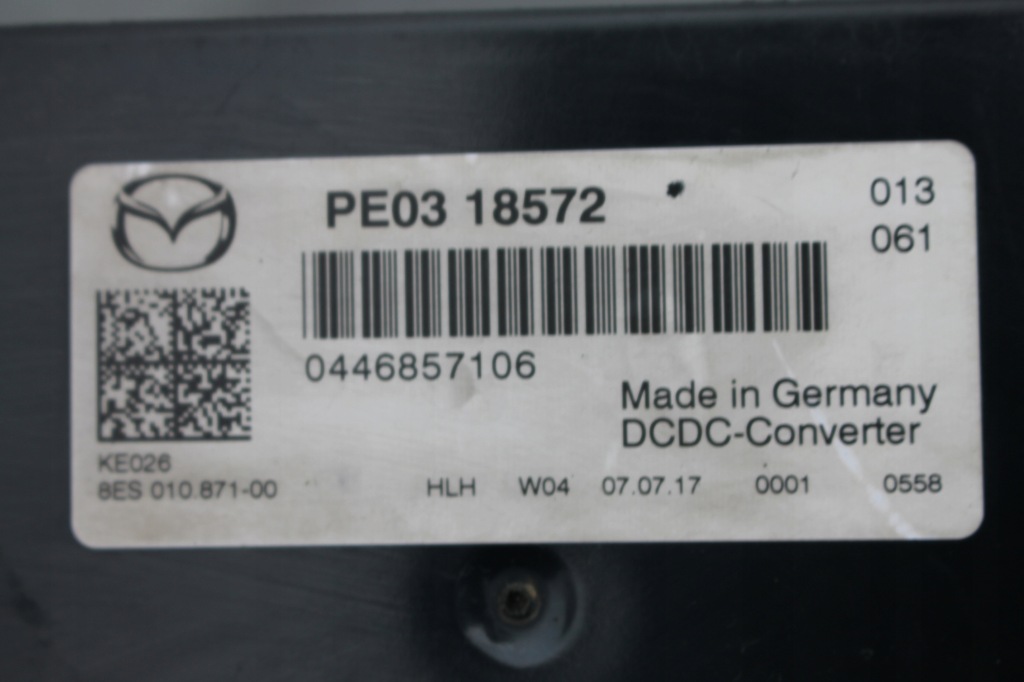 PE03 18572
013
061
0446857106
Made in Germany
DCDC-Converter
KE026
8ES 010.871-00 HLH W04 07.07.17 0001 0558